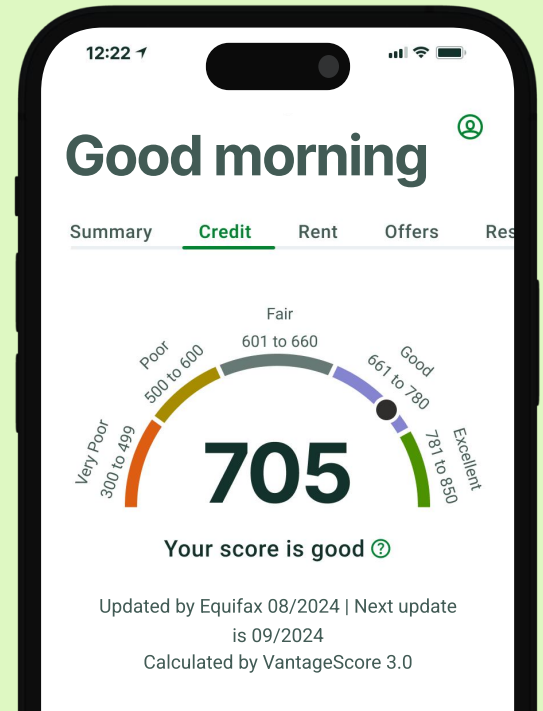 12:22
Good morning
Summary Credit Rent Offers Res
Fair
601 to 660
Poor
500 to 600
Good
661 to 780
Very Poor
300 to 499
Excellent
781 to 850
705
Your score is good ?
Updated by Equifax 08/2024 | Next update
is 09/2024
Calculated by VantageScore 3.0